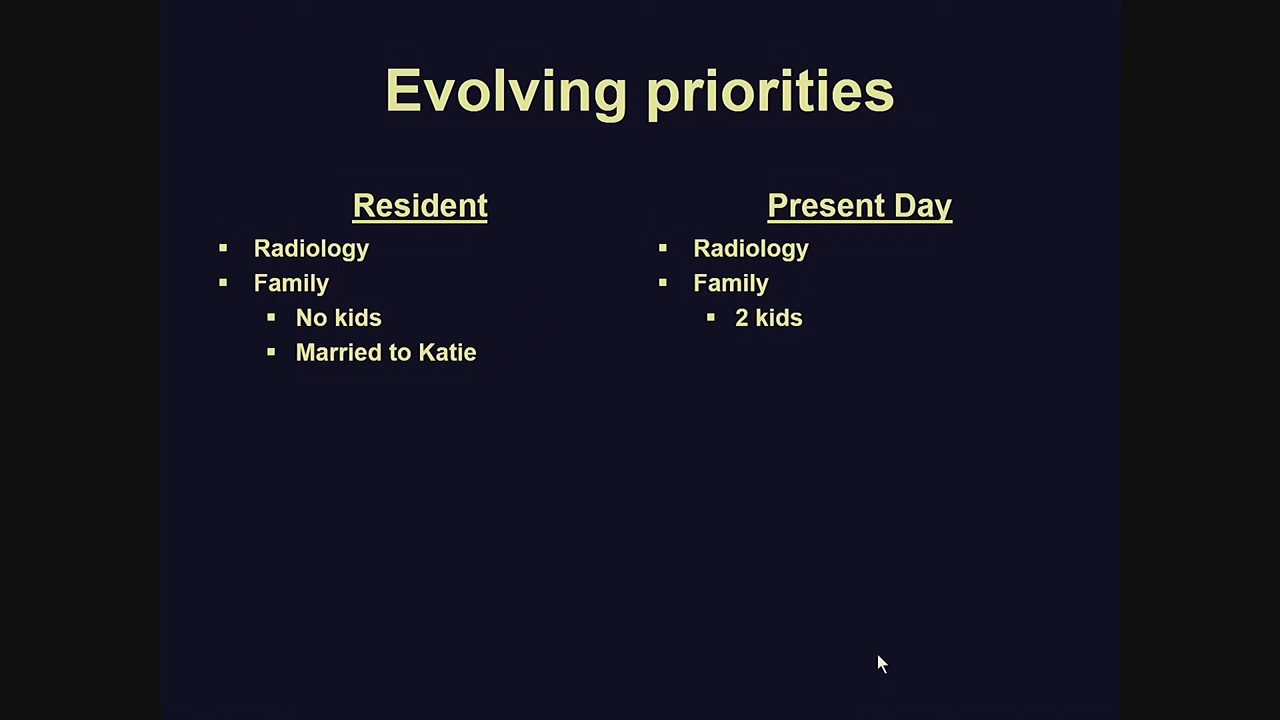 Evolving priorities
Resident
Radiology
Family
No kids
Married to Katie
Present Day
Radiology
Family
2 kids